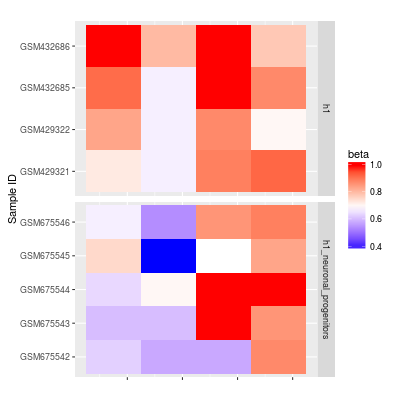 Sample ID
GSM432686
GSM432685
GSM429322
GSM429321
h1
GSM675546
GSM675545
GSM675544
GSM675543
GSM675542
h1_neuronal_progenitors
beta
1.0
0.8
0.6
0.4